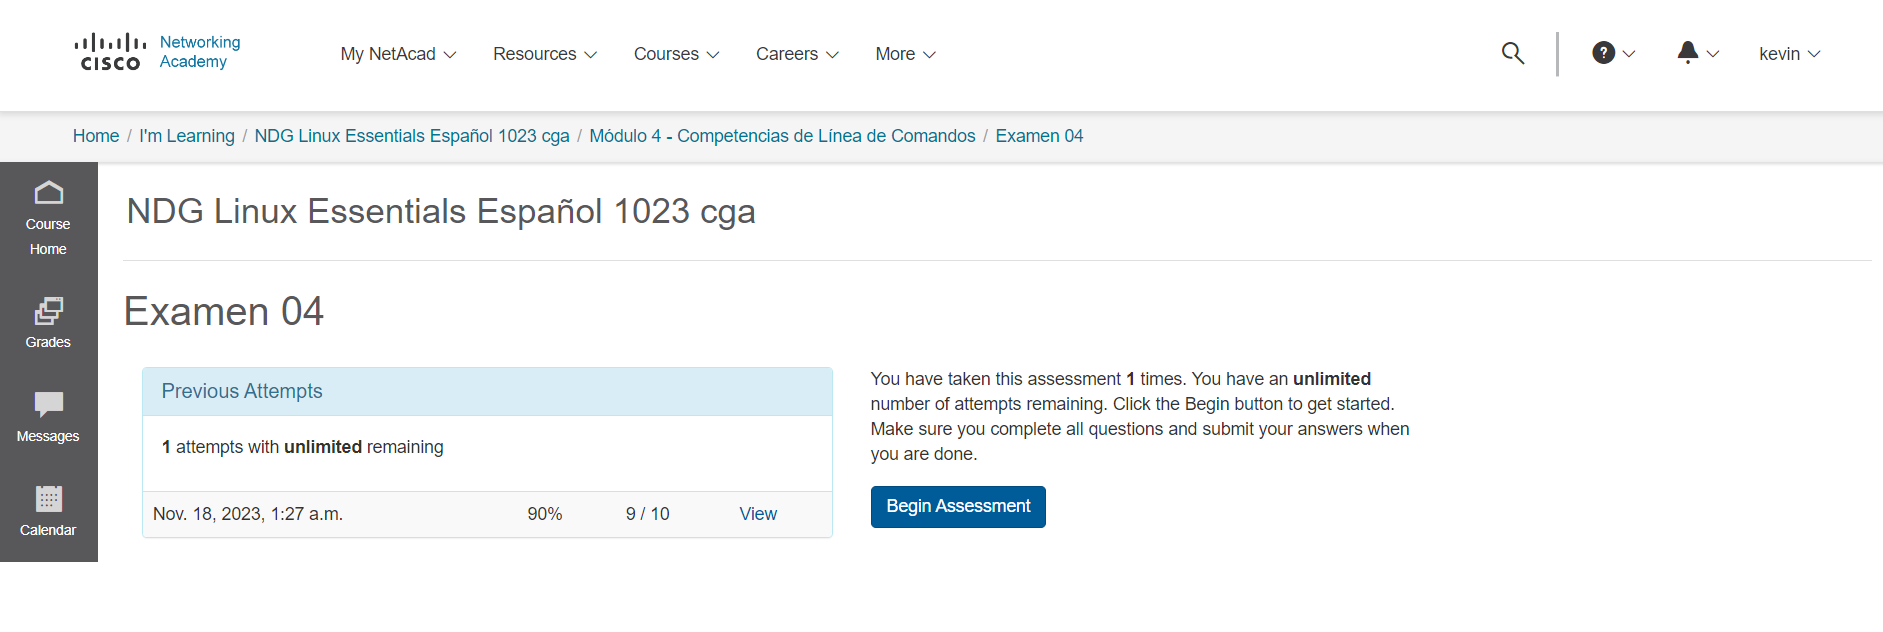 CISCO
Networking
Academy
My NetAcad
Resources
Courses
Careers
More
?
kevin
Home / I'm Learning / NDG Linux Essentials Español 1023 cga / Módulo 4 - Competencias de Línea de Comandos / Examen 04
Course
Home
Grades
Messages
Calendar
NDG Linux Essentials Español 1023 cga
Examen 04
Previous Attempts
1 attempts with unlimited remaining
Nov. 18, 2023, 1:27 a.m. 90% 9 / 10 View
You have taken this assessment 1 times. You have an unlimited
number of attempts remaining. Click the Begin button to get started.
Make sure you complete all questions and submit your answers when
you are done.
Begin Assessment